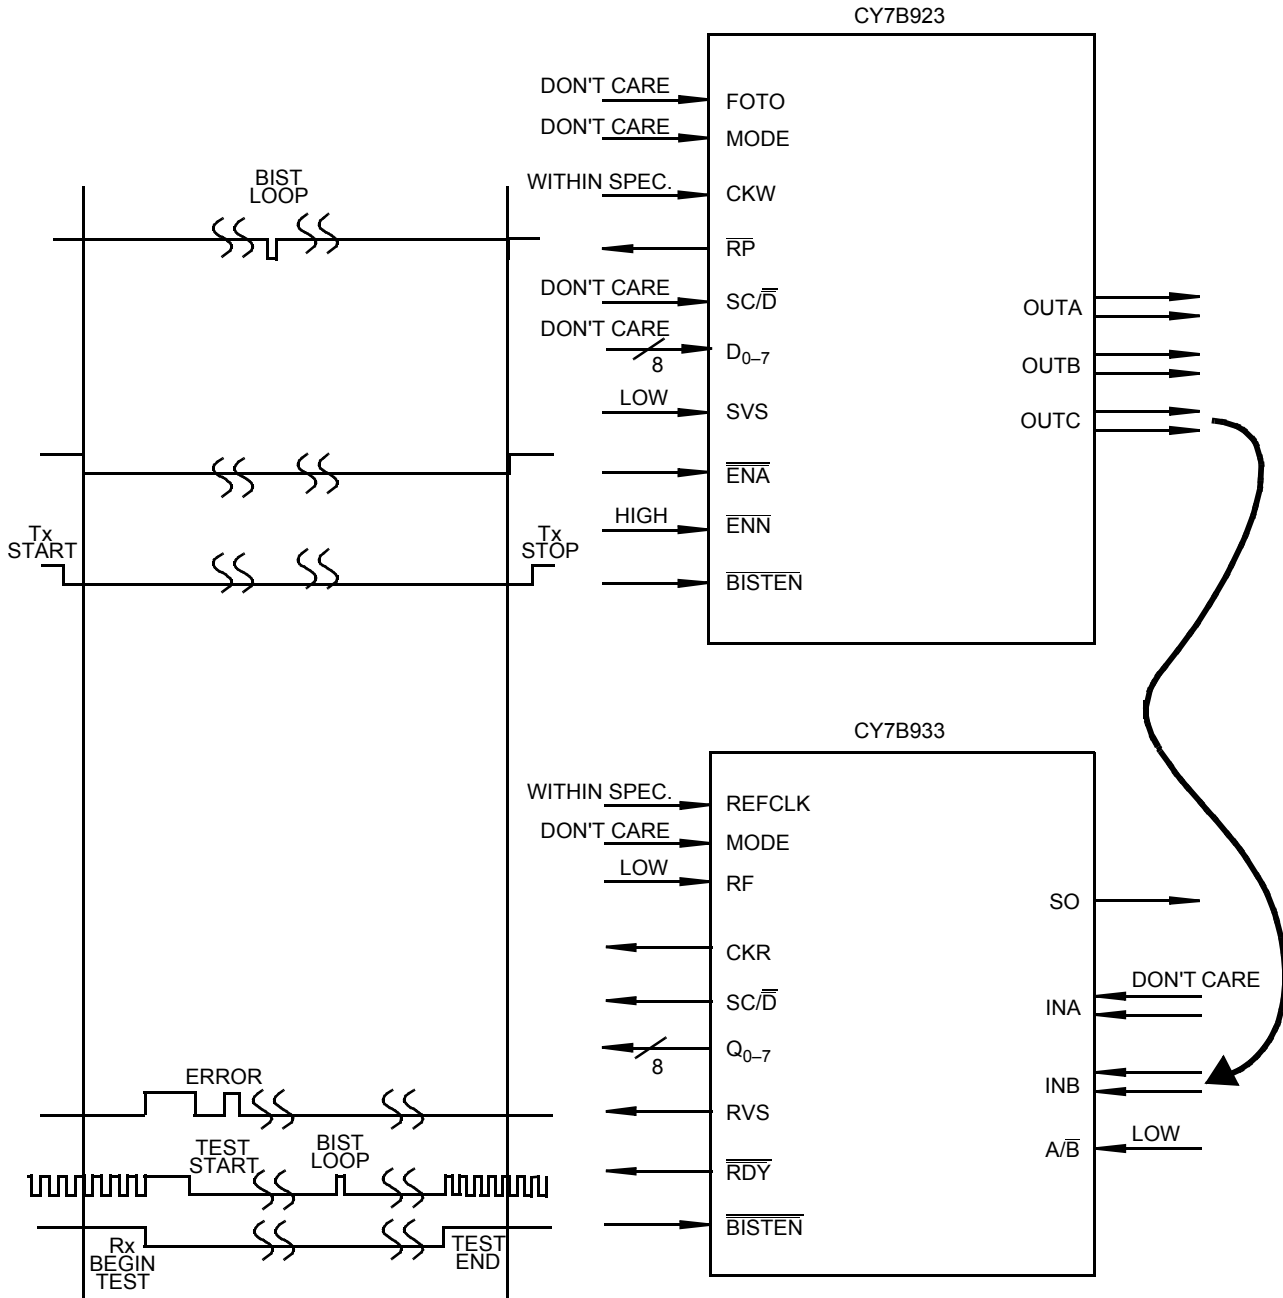 CY7B923
DON'T CARE
FOTO
DON'T CARE
MODE
WITHIN SPEC.
CKW
BIST
LOOP
RP
DON'T CARE
SC/D
DON'T CARE
8
D0–7
LOW
SVS
ENA
HIGH
ENN
BISTEN
OUTA
OUTB
OUTC
Tx
START
Tx
STOP
CY7B933
WITHIN SPEC.
REFCLK
DON'T CARE
MODE
LOW
RF
CKR
SC/D
8
Q0–7
RVS
RDY
BISTEN
SO
DON'T CARE
INA
INB
LOW
A/B
ERROR
TEST
START
BIST
LOOP
Rx
BEGIN
TEST
TEST
END